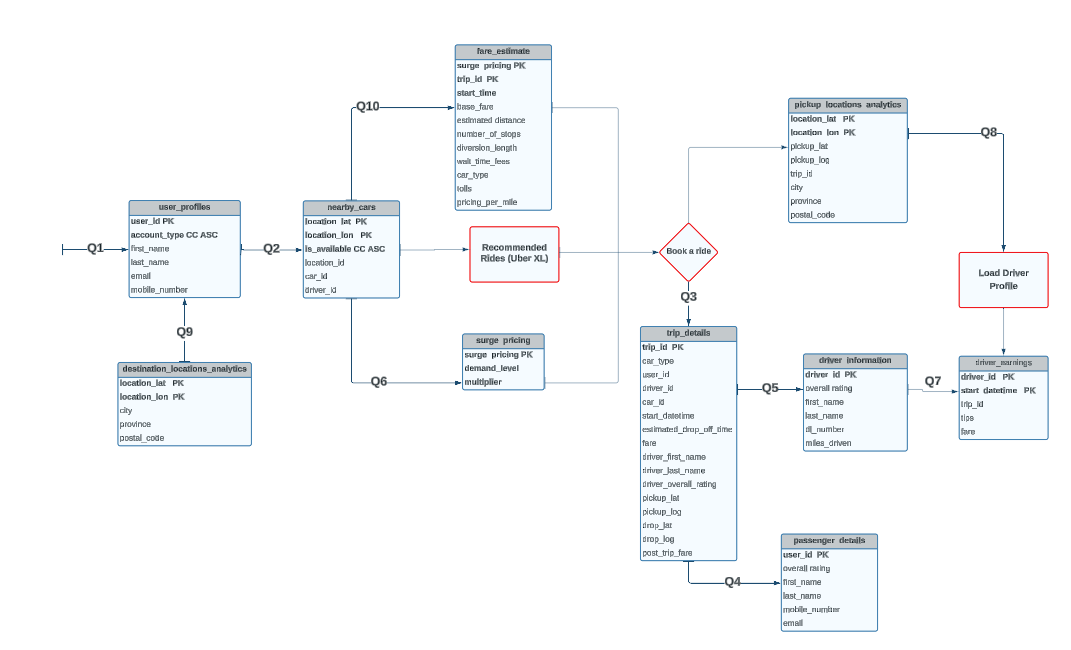 fare_estimate
surge_pricing PK
trip_id PK
start_time
base_fare
estimated distance
number_of_stops
diversion_length
wait_time_fees
car_type
tolls
pricing_per_mile
Q10
pickup_locations_analytics
location_lat PK
location_lon PK
pickup_lat
pickup_log
trip_id
city
province
postal_code
Q8
user_profiles
user_id PK
account_type CC ASC
first_name
last_name
email
mobile_number
Q1
Q2
nearby_cars
location_lat PK
location_lon PK
is_available CC ASC
location_id
car_id
driver_id
Recommended
Rides (Uber XL)
Book a ride
Load Driver
Profile
Q3
Q9
Q6
surge_pricing
surge_pricing PK
demand_level
multiplier
destination_locations_analytics
location_lat PK
location_lon PK
city
province
postal_code
trip_details
trip_id PK
car_type
user_id
driver_id
car_id
start_datetime
estimated_drop_off_time
fare
driver_first_name
driver_last_name
driver_overall_rating
pickup_lat
pickup_log
drop_lat
drop_log
post_trip_fare
Q5
driver_information
driver_id PK
overall rating
first_name
last_name
dl_number
miles_driven
Q7
driver_earnings
driver_id PK
start_datetime PK
trip_id
tips
fare
Q4
passenger_details
user_id PK
overall rating
first_name
last_name
mobile_number
email